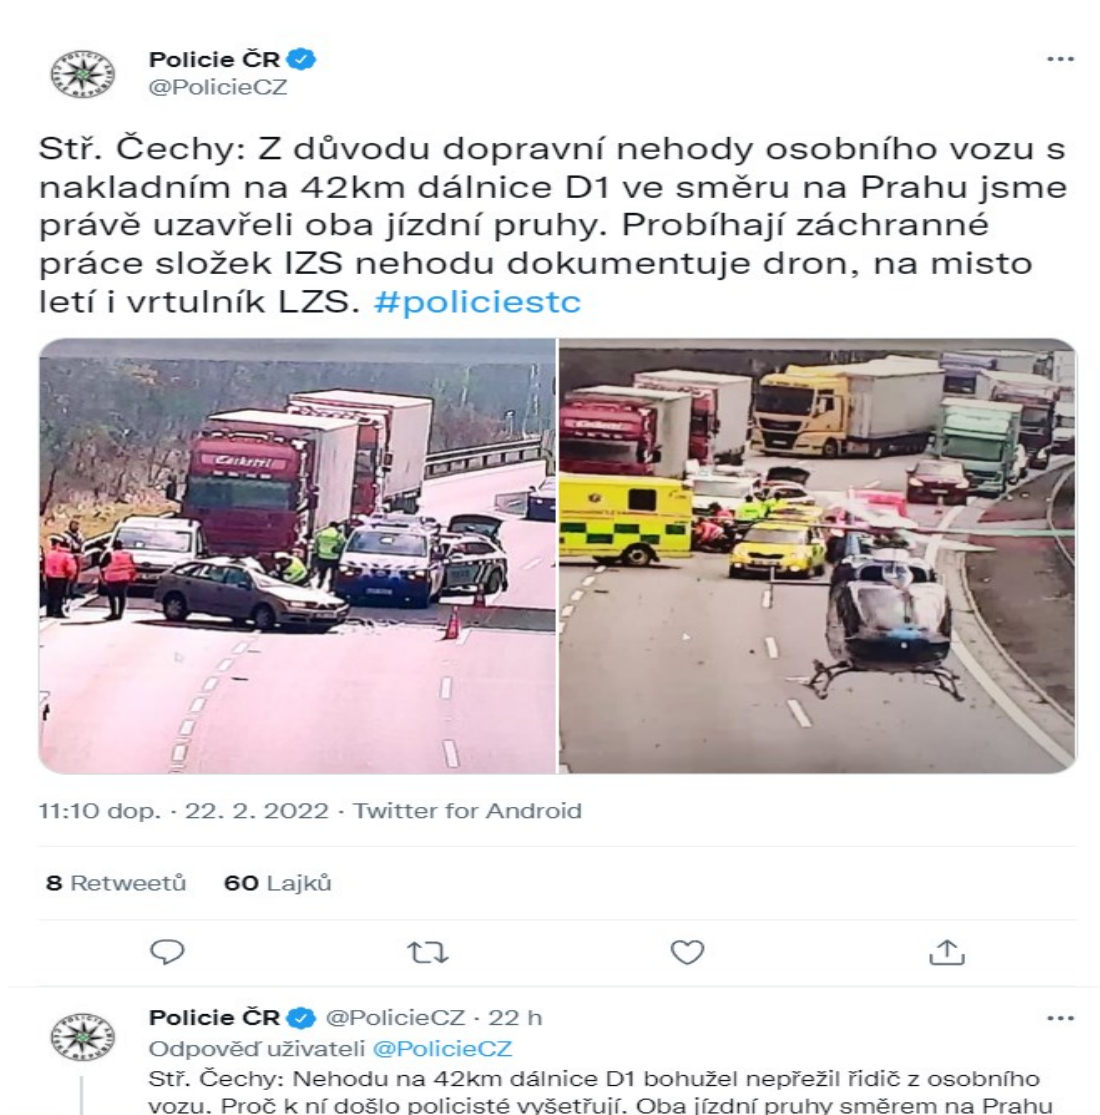 Policie ČR
@PolicieCZ
Stř. Čechy: Z důvodu dopravní nehody osobního vozu s
nakladním na 42km dálnice D1 ve směru na Prahu jsme
právě uzavřeli oba jízdní pruhy. Probíhají záchranné
práce složek IZS nehodu dokumentuje dron, na misto
letí i vrtulník LZS. #policiestc
11:10 dop. · 22. 2. 2022 · Twitter for Android
8 Retweetů 60 Lajků
Policie ČR @PolicieCZ · 22 h
Odpověď uživateli @PolicieCZ
Stř. Čechy: Nehodu na 42km dálnice D1 bohužel nepřežil řidič z osobního
vozu. Proč k ní došlo policisté vyšetřují. Oba jízdní pruhy směrem na Prahu